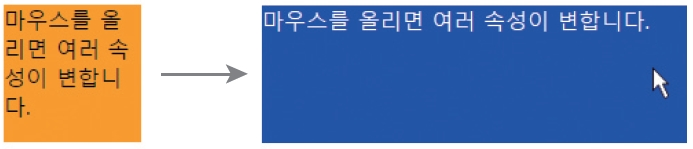 마우스를 올
리면 여러 속
성이 변합니
다.
마우스를 올리면 여러 속성이 변합니다.